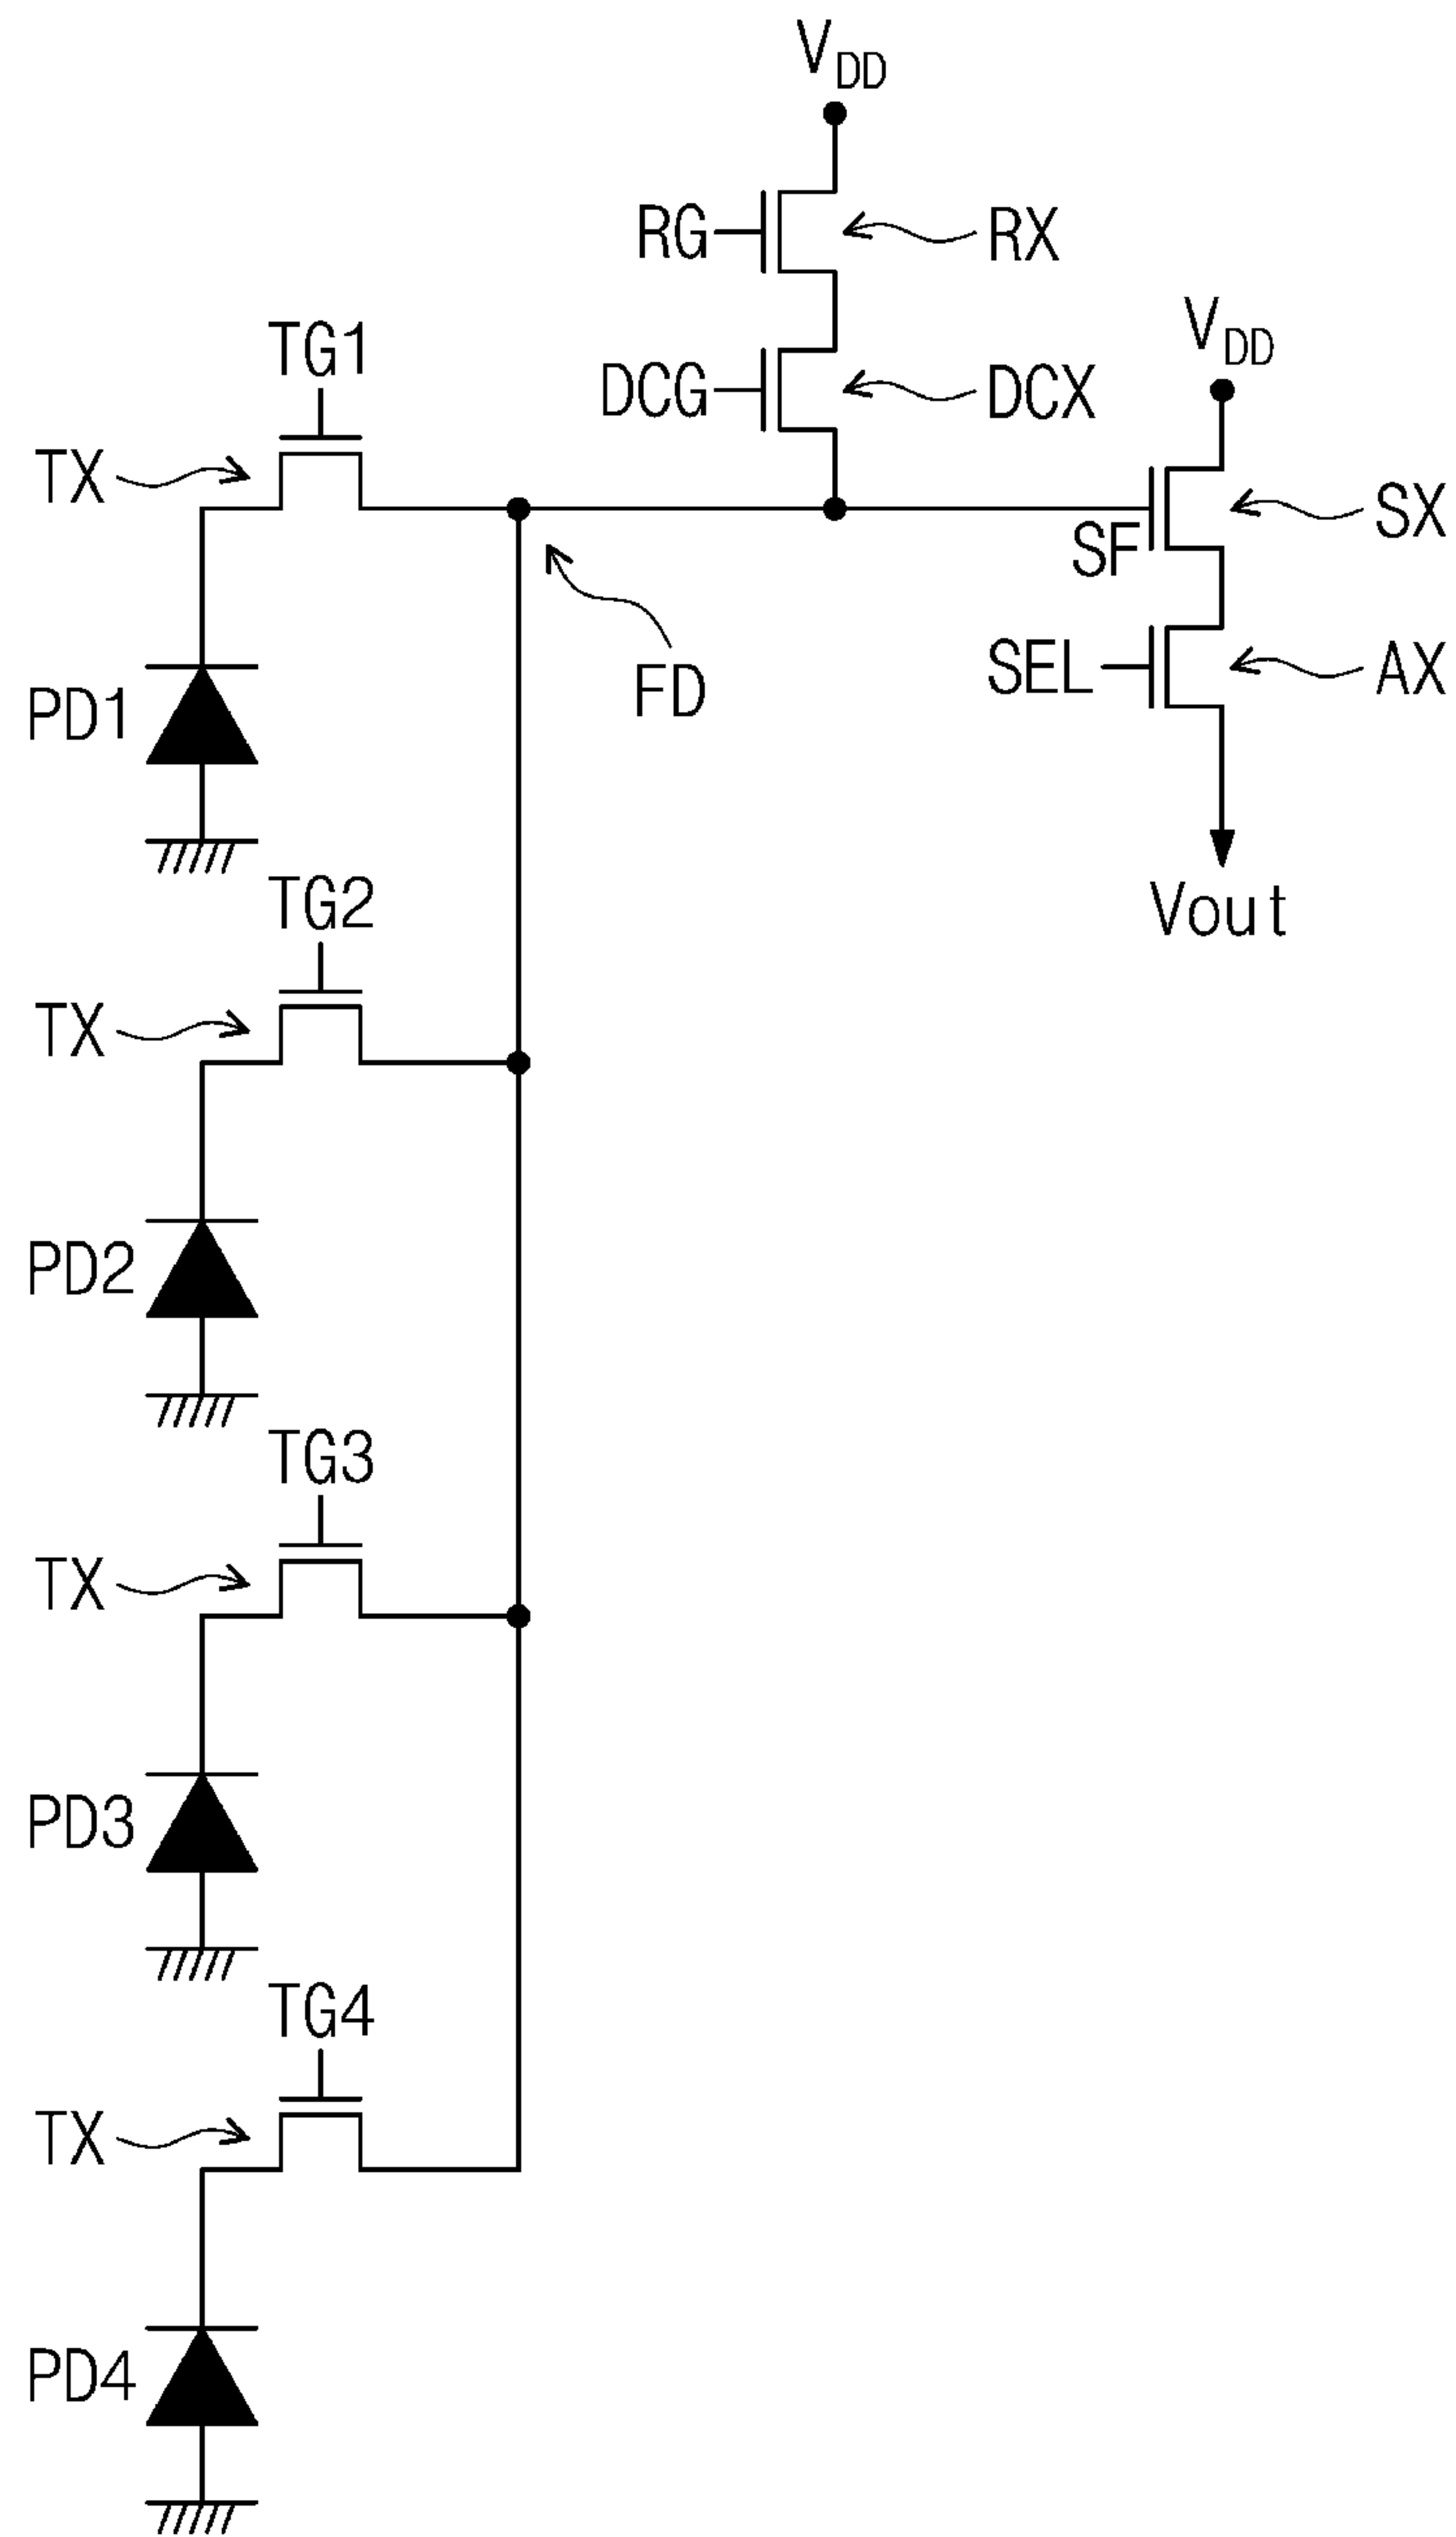 VDD
RG
RX
VDD
TG1
DCG
DCX
TX
SX
SF
SEL
AX
FD
PD1
TG2
Vout
TX
PD2
TG3
TX
PD3
TG4
TX
PD4